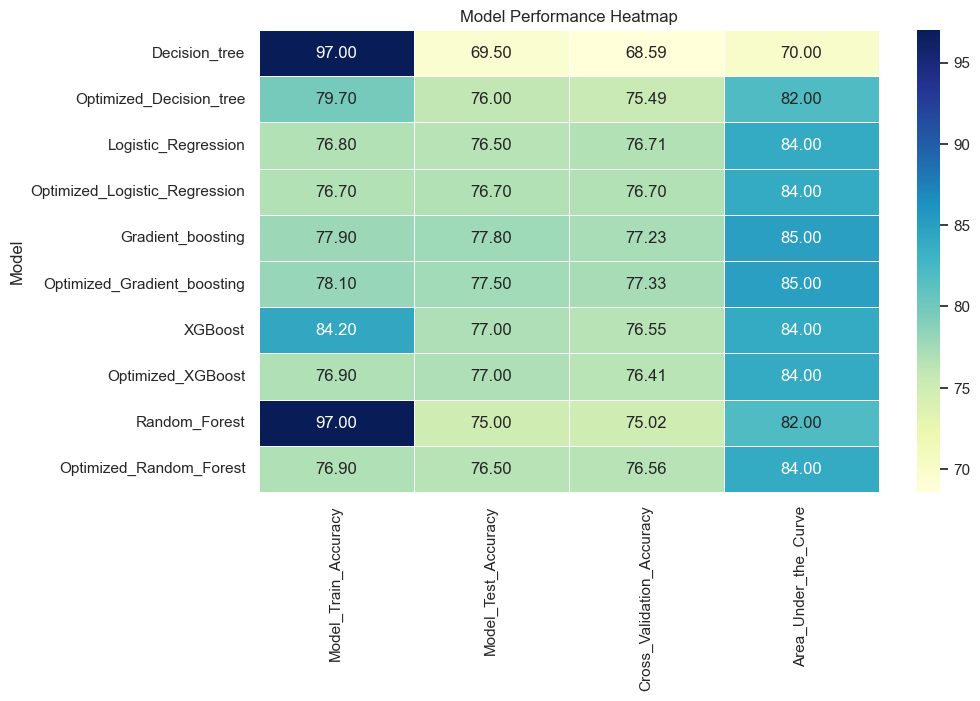 Model Performance Heatmap
Decision_tree 97.00 69.50 68.59 70.00
Optimized_Decision_tree 79.70 76.00 75.49 82.00
Logistic_Regression 76.80 76.50 76.71 84.00
Optimized_Logistic_Regression 76.70 76.70 76.70 84.00
Gradient_boosting 77.90 77.80 77.23 85.00
Optimized_Gradient_boosting 78.10 77.50 77.33 85.00
XGBoost 84.20 77.00 76.55 84.00
Optimized_XGBoost 76.90 77.00 76.41 84.00
Random_Forest 97.00 75.00 75.02 82.00
Optimized_Random_Forest 76.90 76.50 76.56 84.00
Model
Model_Train_Accuracy
Model_Test_Accuracy
Cross_Validation_Accuracy
Area_Under_the_Curve
95
90
85
80
75
70